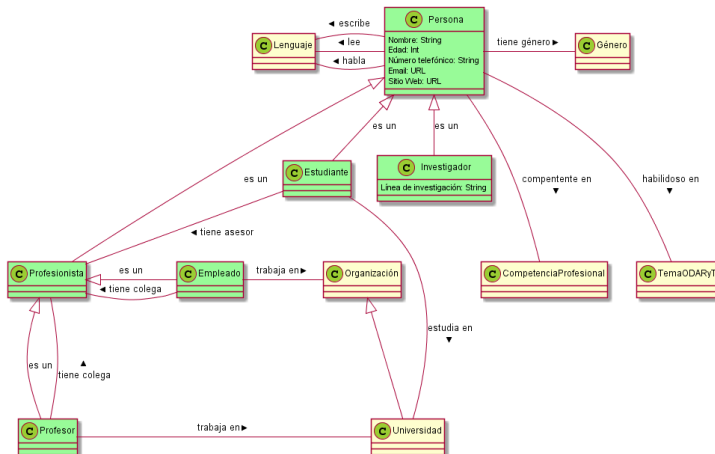 C Persona
Nombre: String
Edad: Int
Número telefónico: String
Email: URL
Sitio Web: URL
◄ escribe
◄ lee
◄ habla
C Lenguaje
tiene género►
C Género
es un
es un
es un
C Estudiante
C Investigador
Línea de investigación: String
compentente en
▼
habilidoso en
▼
◄ tiene asesor
C Profesionista
es un
◄ tiene colega
C Empleado
trabaja en►
C Organización
C CompetenciaProfesional
C TemaODARyT
estudia en
▼
es un
▲
tiene colega
C Profesor
trabaja en►
C Universidad